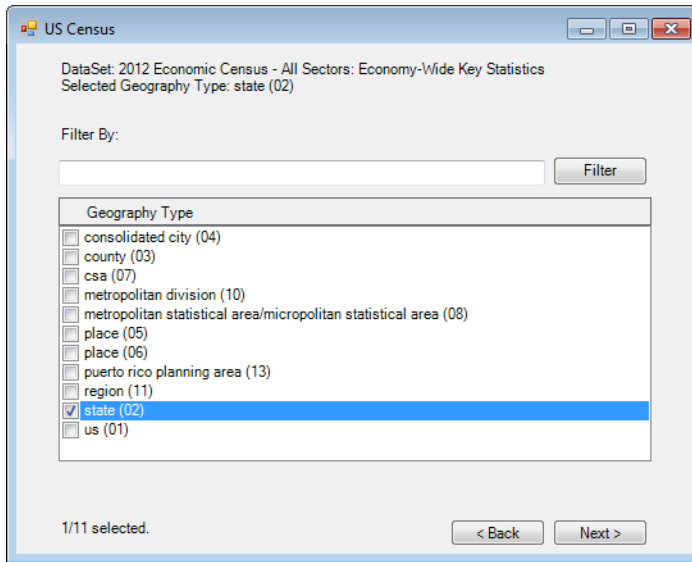 US Census
DataSet: 2012 Economic Census - All Sectors: Economy-Wide Key Statistics
Selected Geography Type: state (02)
Filter By:
Filter
Geography Type
consolidated city (04)
county (03)
csa (07)
metropolitan division (10)
metropolitan statistical area/micropolitan statistical area (08)
place (05)
place (06)
puerto rico planning area (13)
region (11)
state (02)
us (01)
1/11 selected.
< Back
Next >